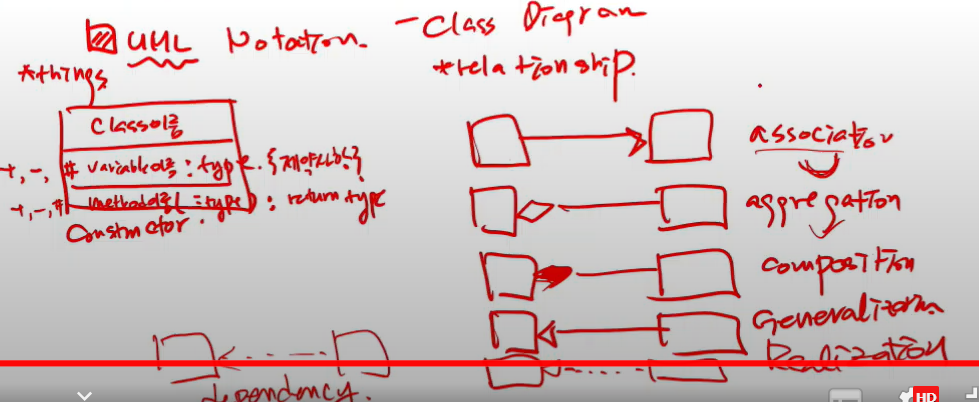 UML Notation.
- Class Diagram
*things
*relationship.
Class이름
+, -, # variable이름 : type. {제약사항}
+, -, # method이름( :type) : return type
Constructor.
association
aggregation
composition
Generalization
Realization
dependency.
HD